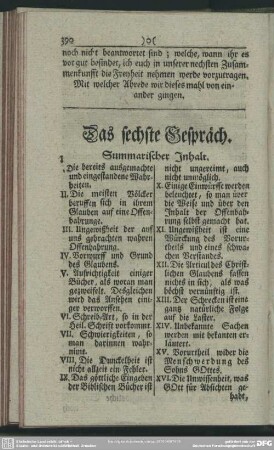 390 )o(
noch nicht beantwortet sind; welche, wann ihr es
vor gut befindet, ich euch in unserer nechsten Zusam-
menkunfft die Freyheit nehmen werde vorzutragen.
Mit welcher Abrede wir dieses mahl von ein-
ander gingen.
Das sechste Gespräch.
Summarischer Inhalt.
I. Die bereits ausgemachte
und eingestandene Wahr-
heiten.
II. Die meisten Völcker
beruffen sich in ihrem
Glauben auf eine Offen-
bahrunge.
III. Ungewißheit der auf
uns gebrachten wahren
Offenbahrung.
IV. Vorwurff und Grund
des Glaubens.
V. Aufrichtigkeit einiger
Bücher, als woran man
gezweifelt. Desgleichen
wird das Ansehen eini-
ger verworffen.
VI. Schreib-Art, so in der
Heil. Schrift vorkommt.
VII. Schwierigkeiten, so
man darinnen wahr-
nimt.
VIII. Die Dunckelheit ist
nicht allzeit ein Fehler.
IX. Das göttliche Eingeben
der Biblischen Bücher ist
nicht ungereimt, auch
nicht unmöglich.
X. Einige Einwürffe werden
beleuchtet, so man über
die Weise und über den
Inhalt der Offenbah-
rung selbst gemacht hat.
XI. Ungewißheit ist eine
Würckung des Vorur-
theils und eines schwa-
chen Verstandes.
XII. Die Articul des Christ-
lichen Glaubens fassen
nichts in sich, was un-
anständig ist.
XIII. Der Schrecken ist eine
gantz natürliche Folge
auf die Laster.
XIV. Unbekannte Sachen
werden mit bekanten er-
läutert.
XV. Vorurtheil wider die
Menschwerdung des
Sohns GOttes.
XVI. Die Unwissenheit, was
GOtt für Absichten ge-
habt,